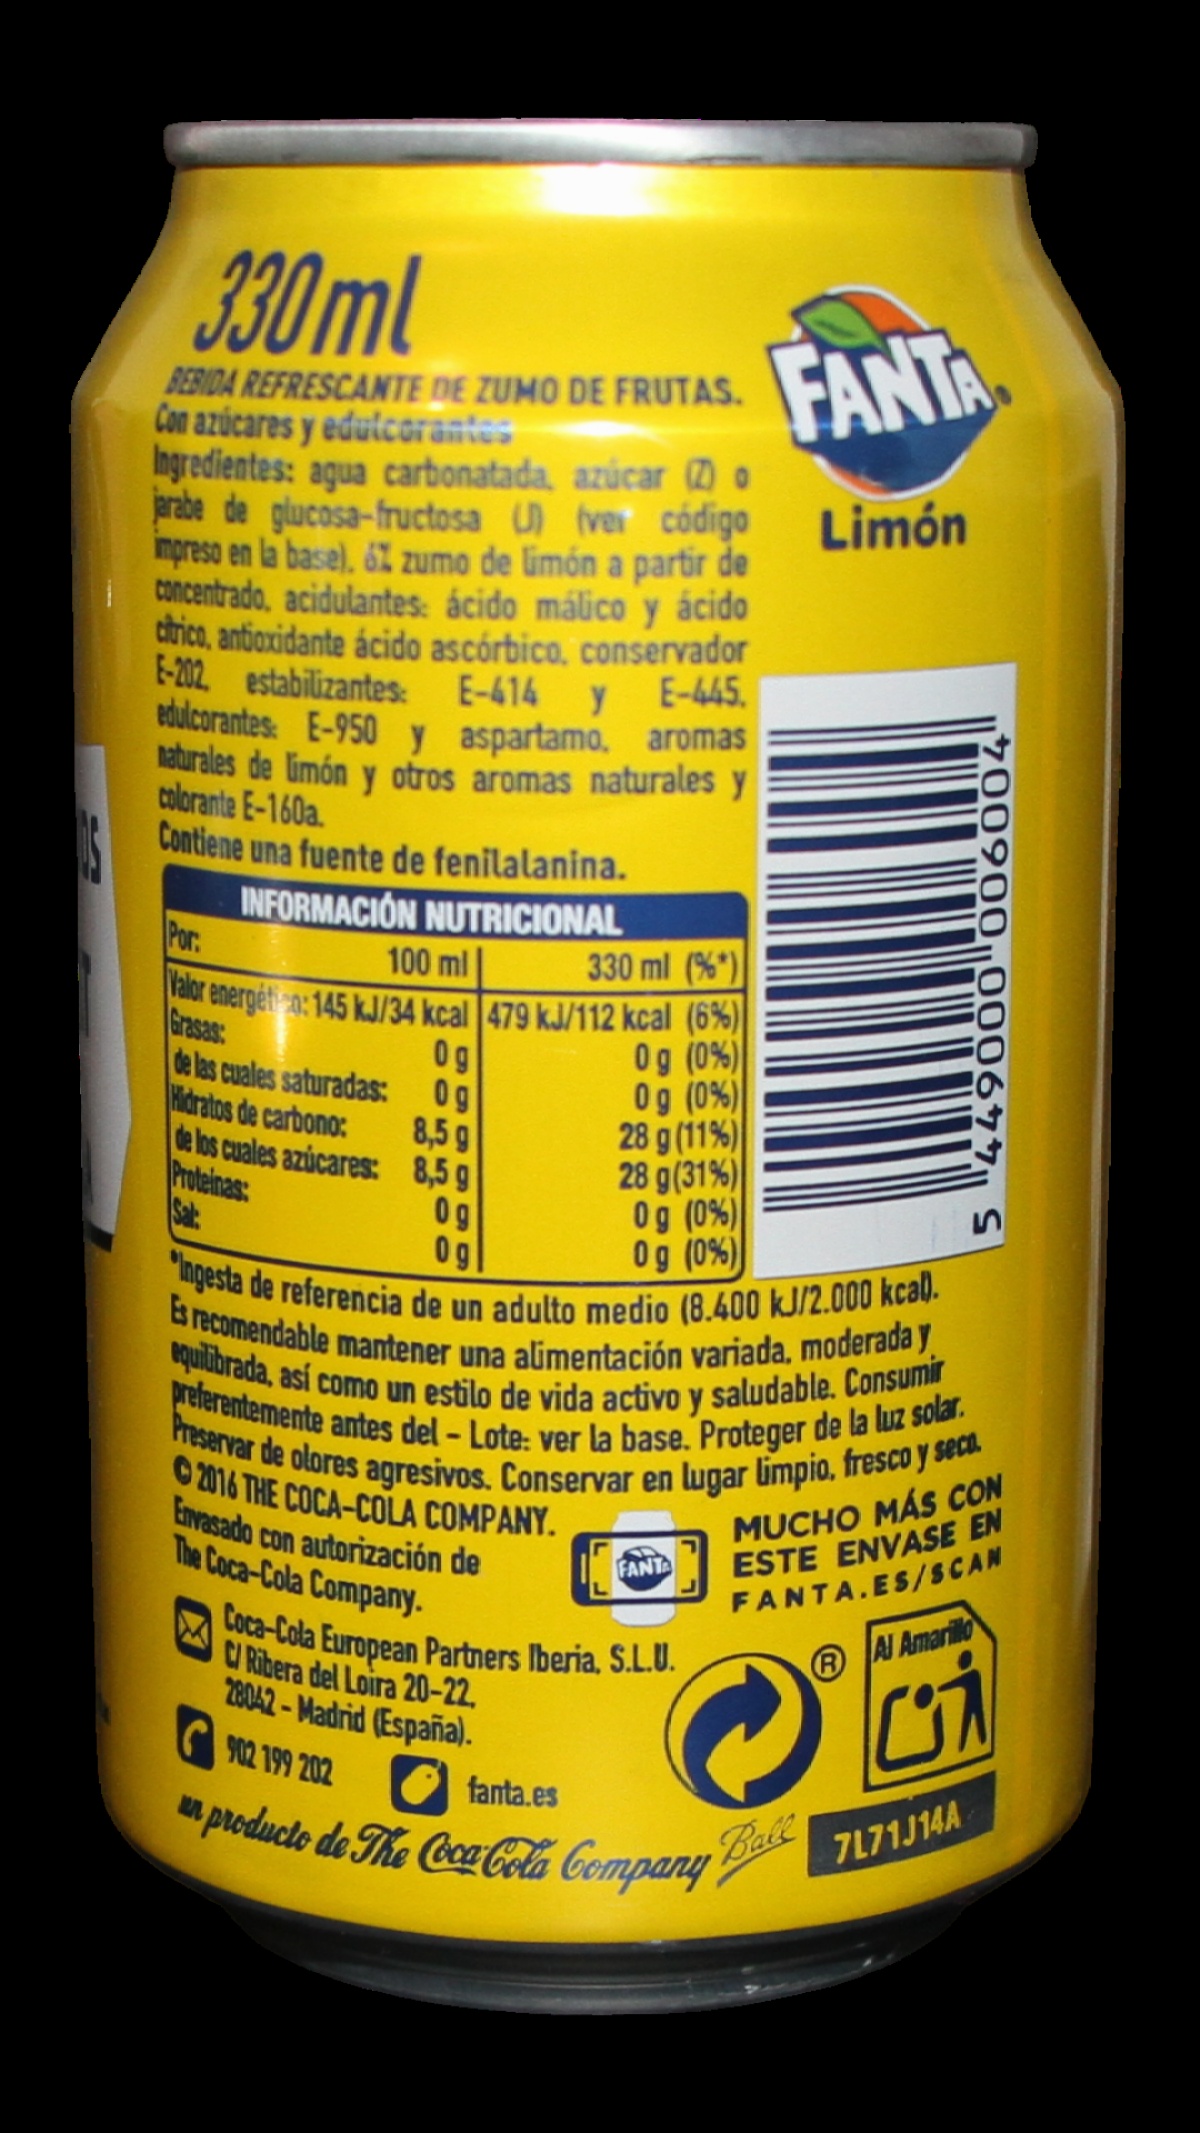 330ml
BEBIDA REFRESCANTE DE ZUMO DE FRUTAS.
Con azúcares y edulcorantes
Ingredientes: agua carbonatada, azúcar (Z) o
jarabe de glucosa-fructosa (J) (ver código
impreso en la base), 6% zumo de limón a partir de
concentrado, acidulantes: ácido málico y ácido
cítrico, antioxidante ácido ascórbico, conservador
E-202, estabilizantes: E-414 y E-445,
edulcorantes: E-950 y aspartamo, aromas
naturales de limón y otros aromas naturales y
colorante E-160a.
Contiene una fuente de fenilalanina.
FANTA
Limón
INFORMACIÓN NUTRICIONAL
Por: 100 ml 330 ml (%*)
Valor energético: 145 kJ/34 kcal 479 kJ/112 kcal (6%)
Grasas: 0 g 0 g (0%)
de las cuales saturadas: 0 g 0 g (0%)
Hidratos de carbono: 8,5 g 28 g (11%)
de los cuales azúcares: 8,5 g 28 g (31%)
Proteínas: 0 g 0 g (0%)
Sal: 0 g 0 g (0%)
5 449000 006004
*Ingesta de referencia de un adulto medio (8.400 kJ/2.000 kcal).
Es recomendable mantener una alimentación variada, moderada y
equilibrada, así como un estilo de vida activo y saludable. Consumir
preferentemente antes del - Lote: ver la base. Proteger de la luz solar.
Preservar de olores agresivos. Conservar en lugar limpio, fresco y seco.
© 2016 THE COCA-COLA COMPANY.
Envasado con autorización de
The Coca-Cola Company.
FANTA
MUCHO MÁS CON
ESTE ENVASE EN
FANTA.ES/SCAN
Coca-Cola European Partners Iberia, S.L.U.
C/ Ribera del Loira 20-22,
28042 - Madrid (España).
902 199 202
fanta.es
®
Al Amarillo
un producto de The Coca-Cola Company
Ball
7L71J14A